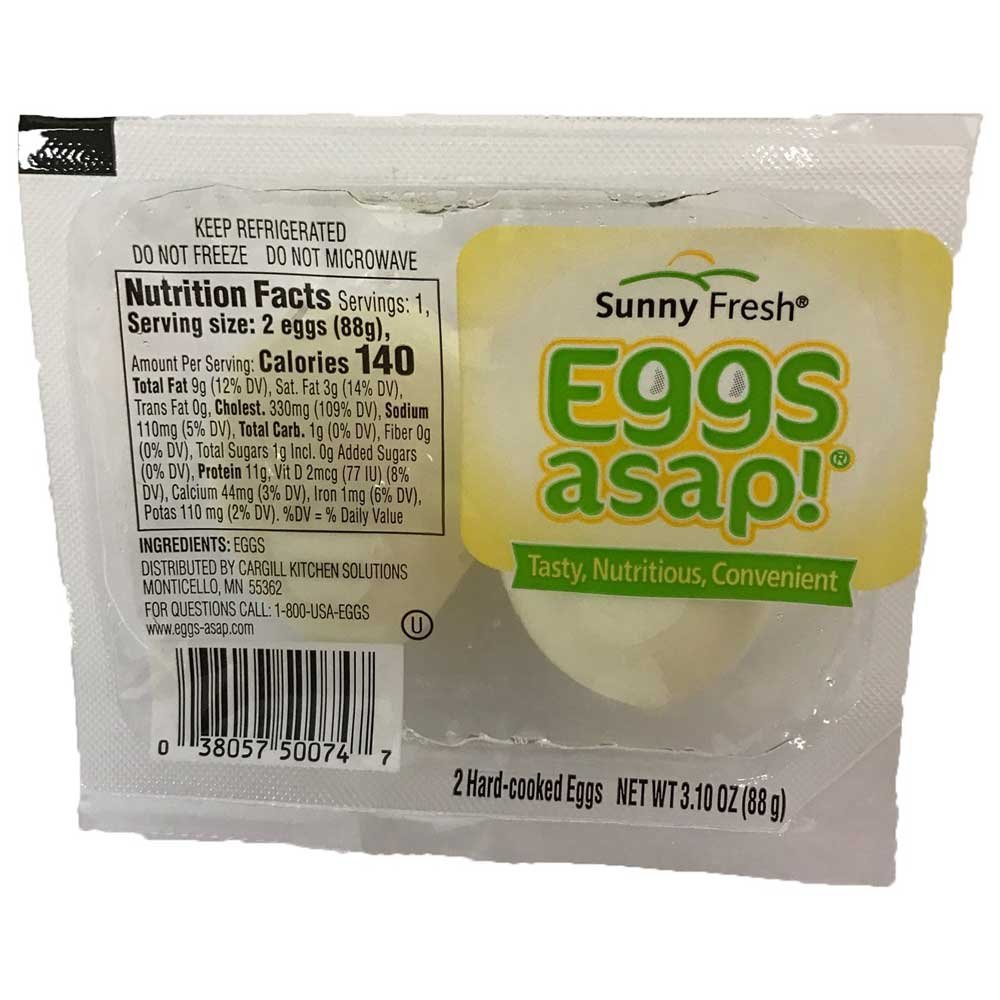 KEEP REFRIGERATED
DO NOT FREEZE DO NOT MICROWAVE
Nutrition Facts Servings: 1,
Serving size: 2 eggs (88g),
Amount Per Serving: Calories 140
Total Fat 9g (12% DV), Sat. Fat 3g (14% DV),
Trans Fat 0g, Cholest. 330mg (109% DV), Sodium
110mg (5% DV), Total Carb. 1g (0% DV), Fiber 0g
(0% DV), Total Sugars 1g Incl. 0g Added Sugars
(0% DV), Protein 11g, Vit D 2mcg (77 IU) (8%
DV), Calcium 44mg (3% DV), Iron 1mg (6% DV),
Potas 110 mg (2% DV). %DV = % Daily Value
INGREDIENTS: EGGS
DISTRIBUTED BY CARGILL KITCHEN SOLUTIONS
MONTICELLO, MN 55362
FOR QUESTIONS CALL: 1-800-USA-EGGS
www.eggs-asap.com
U
0 38057 50074 7
Sunny Fresh®
Eggs
asap!®
Tasty, Nutritious, Convenient
2 Hard-cooked Eggs NET WT 3.10 OZ (88 g)